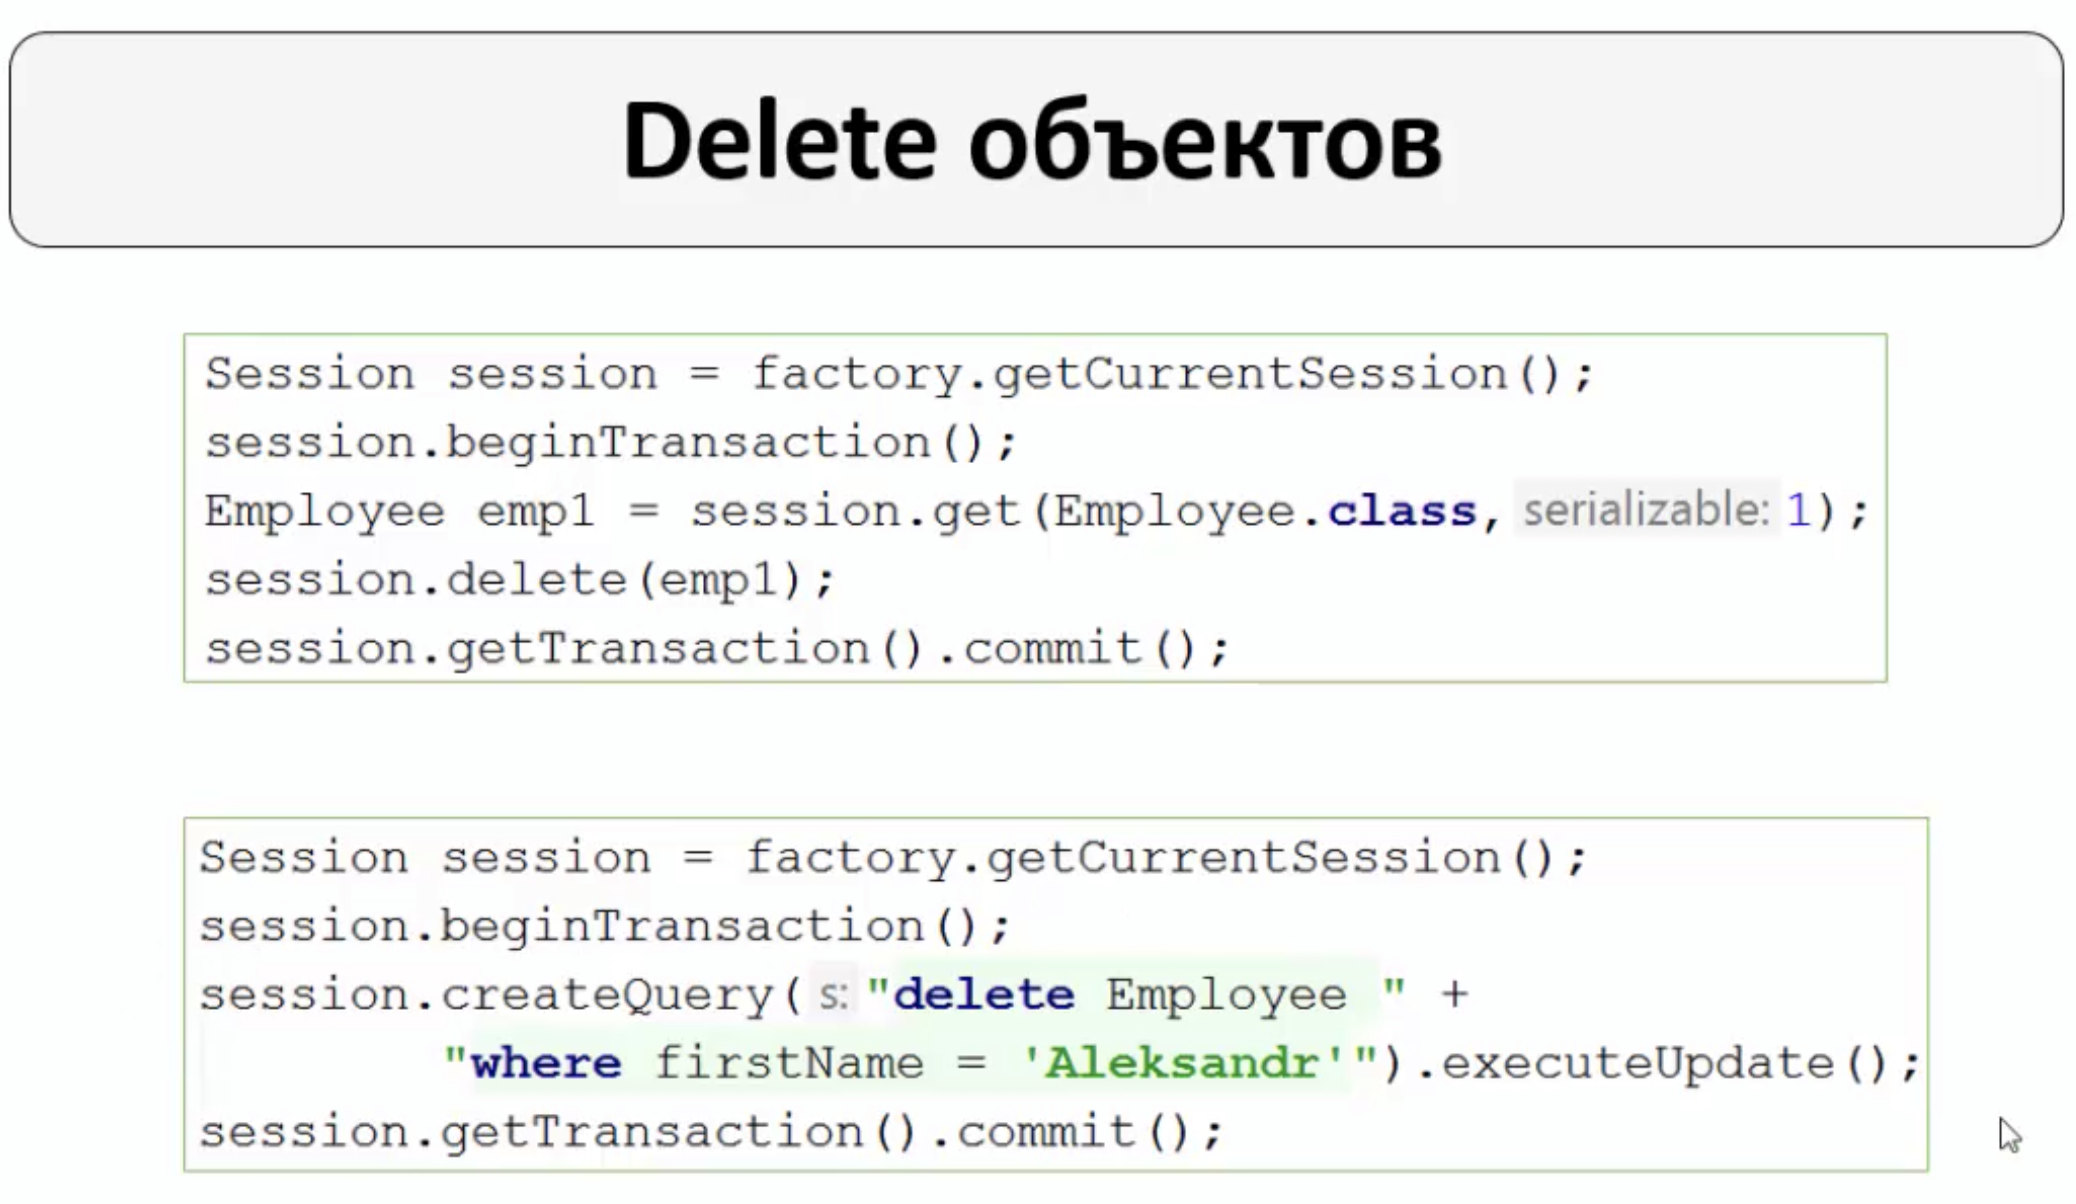 Delete объектов
Session session = factory.getCurrentSession();
session.beginTransaction();
Employee emp1 = session.get(Employee.class, serializable: 1);
session.delete(emp1);
session.getTransaction().commit();
Session session = factory.getCurrentSession();
session.beginTransaction();
session.createQuery( s: "delete Employee " +
"where firstName = 'Aleksandr'").executeUpdate();
session.getTransaction().commit();